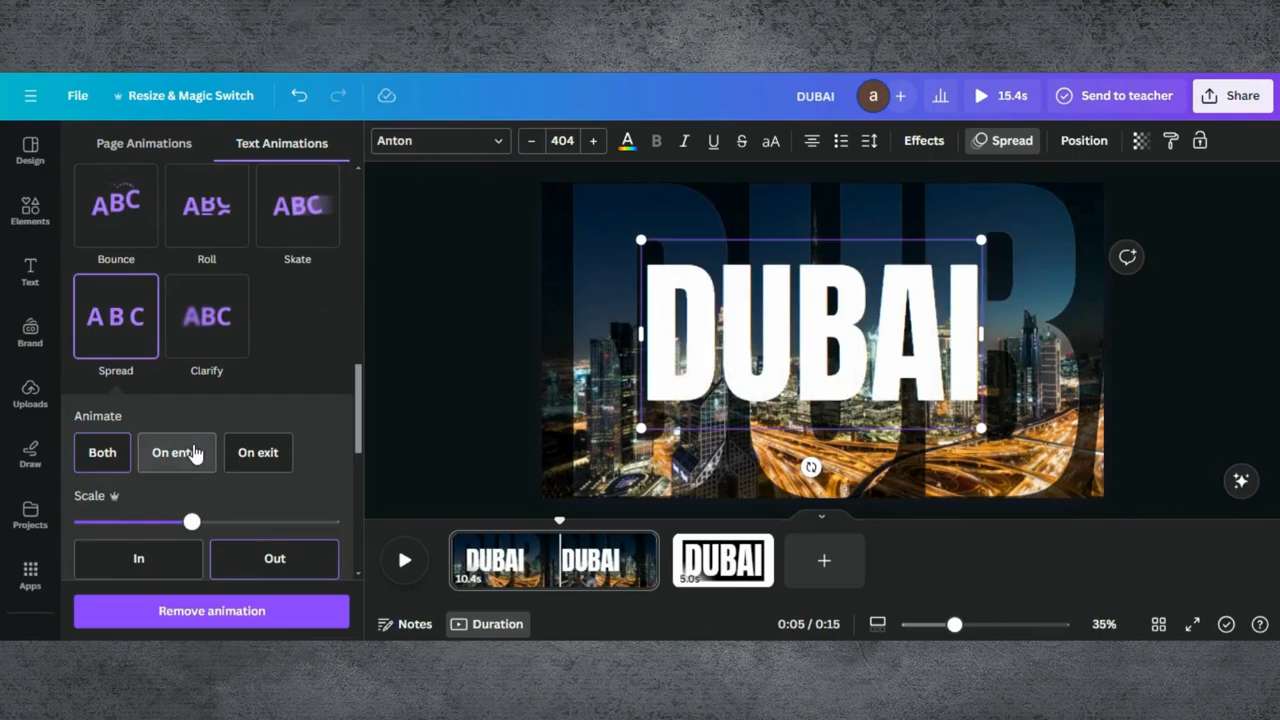 File
Resize & Magic Switch
DUBAI
a
+
15.4s
Send to teacher
Share
Design
Elements
Text
Brand
Uploads
Draw
Projects
Apps
Page Animations
Text Animations
ABC
ABC
ABC
Bounce
Roll
Skate
ABC
ABC
Spread
Clarify
Animate
Both
On exit
Scale
In
Out
Remove animation
Anton
– 404 +
A
B
I
U
S
aA
Effects
Spread
Position
DUB
DUBAI
DUBAI
DUBAI
10.4s
DUBAI
5.0s
+
Notes
Duration
0:05 / 0:15
35%